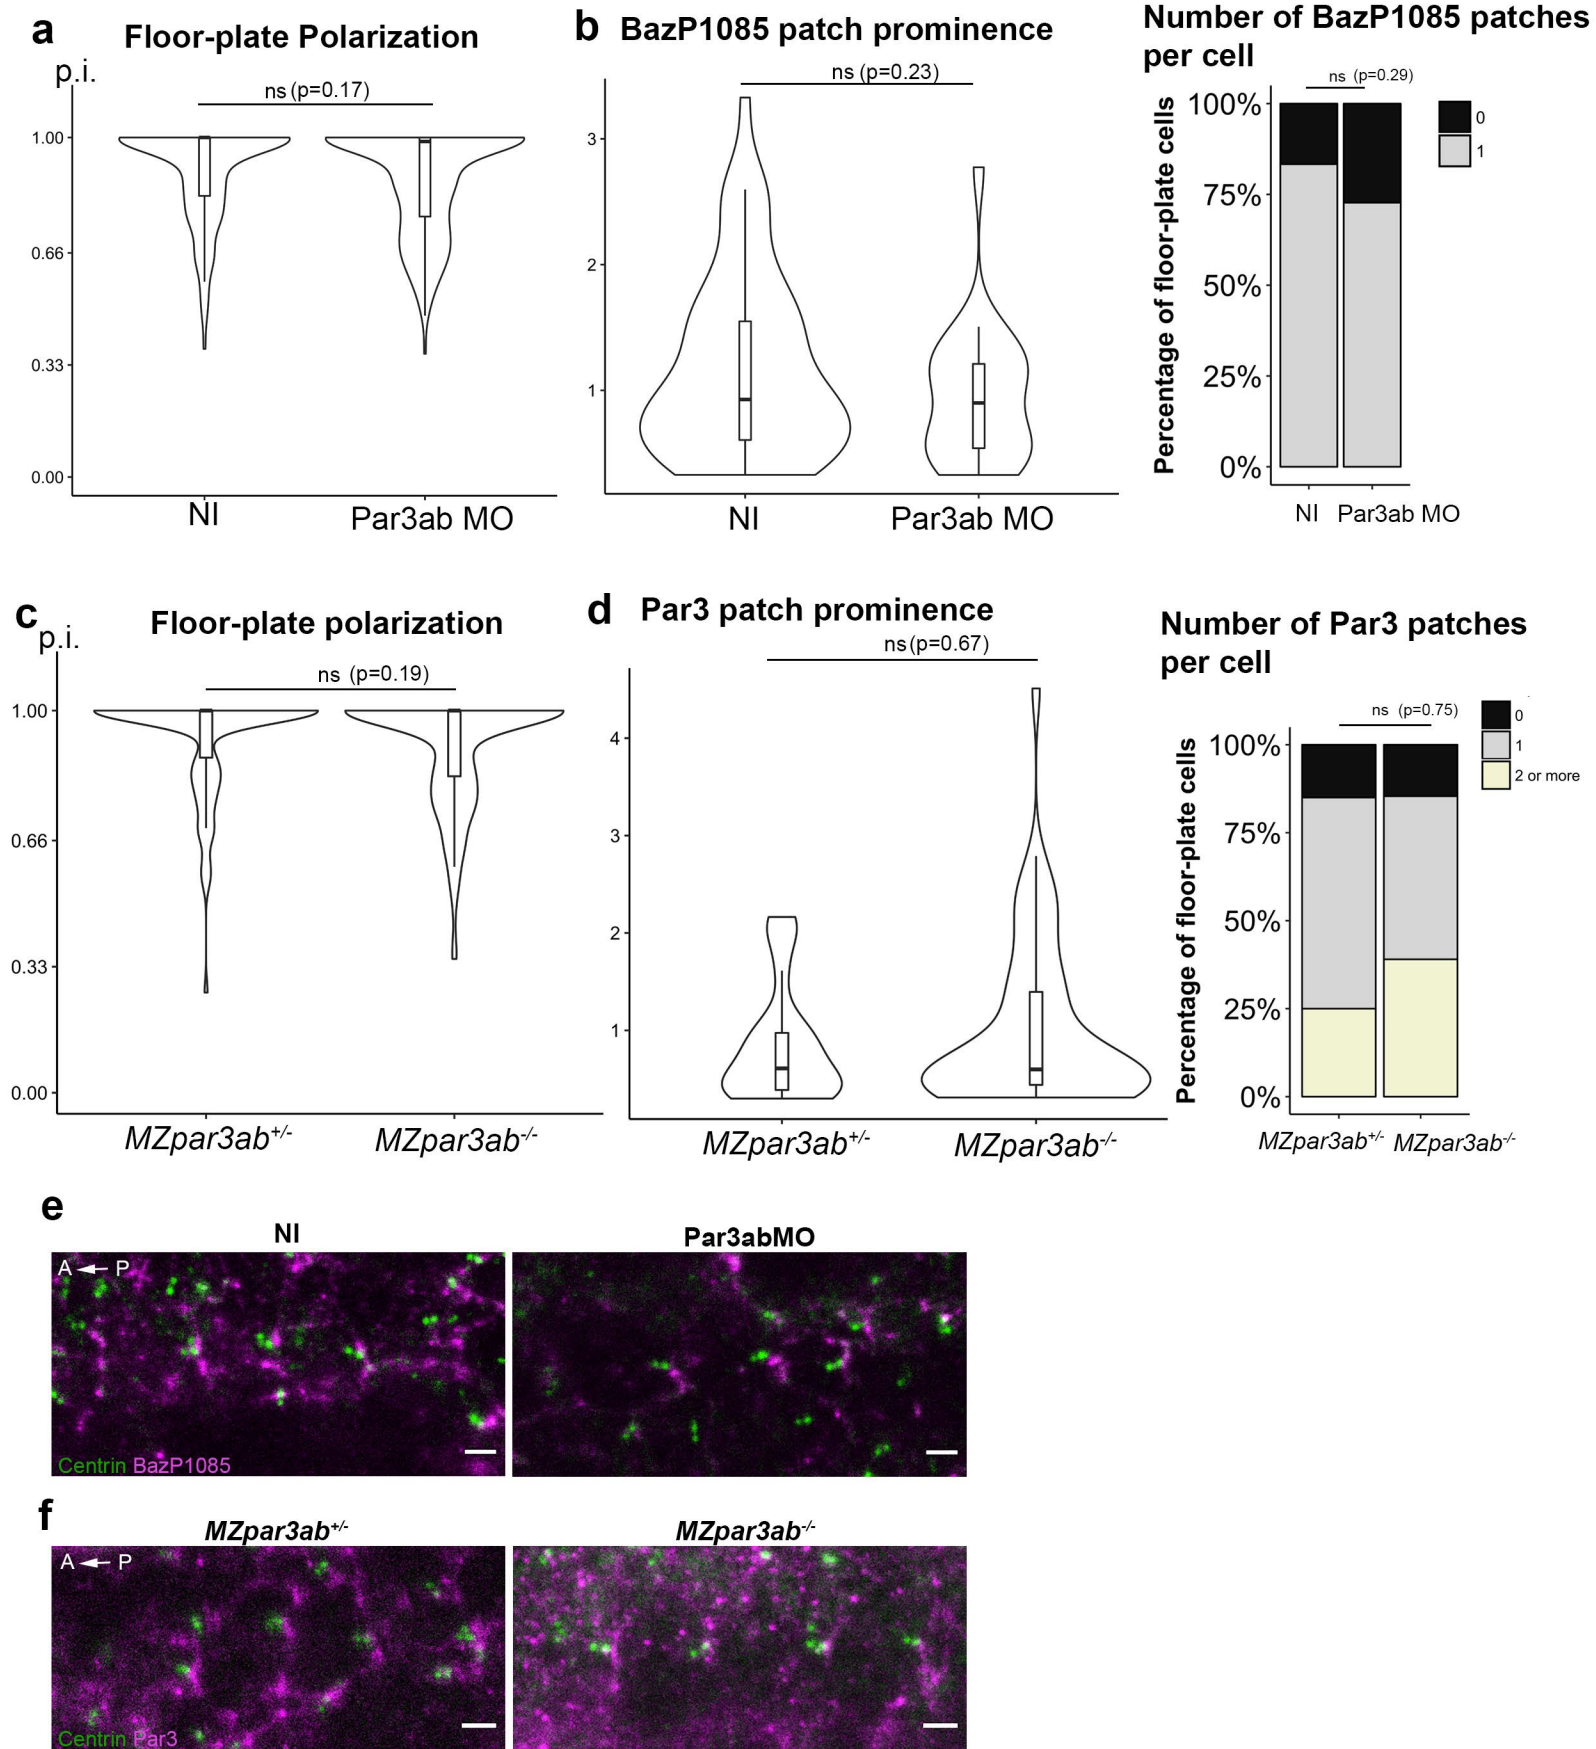 a
Floor-plate Polarization
p.i.
ns (p=0.17)
1.00
0.66
0.33
0.00
NI
Par3ab MO
b
BazP1085 patch prominence
ns (p=0.23)
3
2
1
NI
Par3ab MO
Number of BazP1085 patches
per cell
ns (p=0.29)
Percentage of floor-plate cells
100%
75%
50%
25%
0%
0
1
NI
Par3ab MO
c
Floor-plate polarization
p.i.
ns (p=0.19)
1.00
0.66
0.33
0.00
MZpar3ab+/-
MZpar3ab-/-
d
Par3 patch prominence
ns (p=0.67)
4
3
2
1
MZpar3ab+/-
MZpar3ab-/-
Number of Par3 patches
per cell
ns (p=0.75)
Percentage of floor-plate cells
100%
75%
50%
25%
0%
0
1
2 or more
MZpar3ab+/-
MZpar3ab-/-
e
NI
Par3abMO
A P
Centrin BazP1085
f
MZpar3ab+/-
MZpar3ab-/-
A P
Centrin Par3